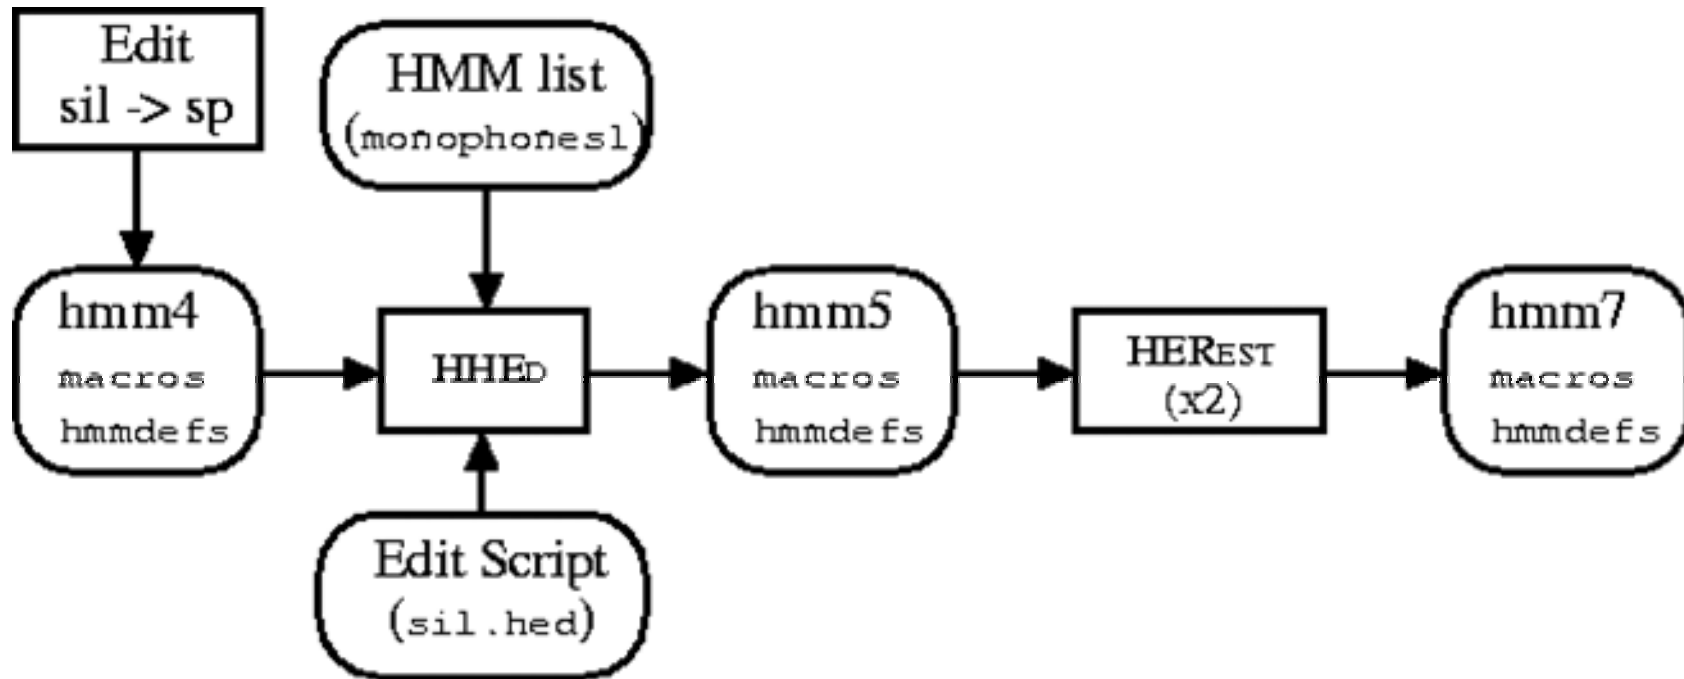 Edit
sil -> sp
HMM list
(monophones1)
hmm4
macros
hmmdefs
HHED
hmm5
macros
hmmdefs
HEREST
(x2)
hmm7
macros
hmmdefs
Edit Script
(sil.hed)